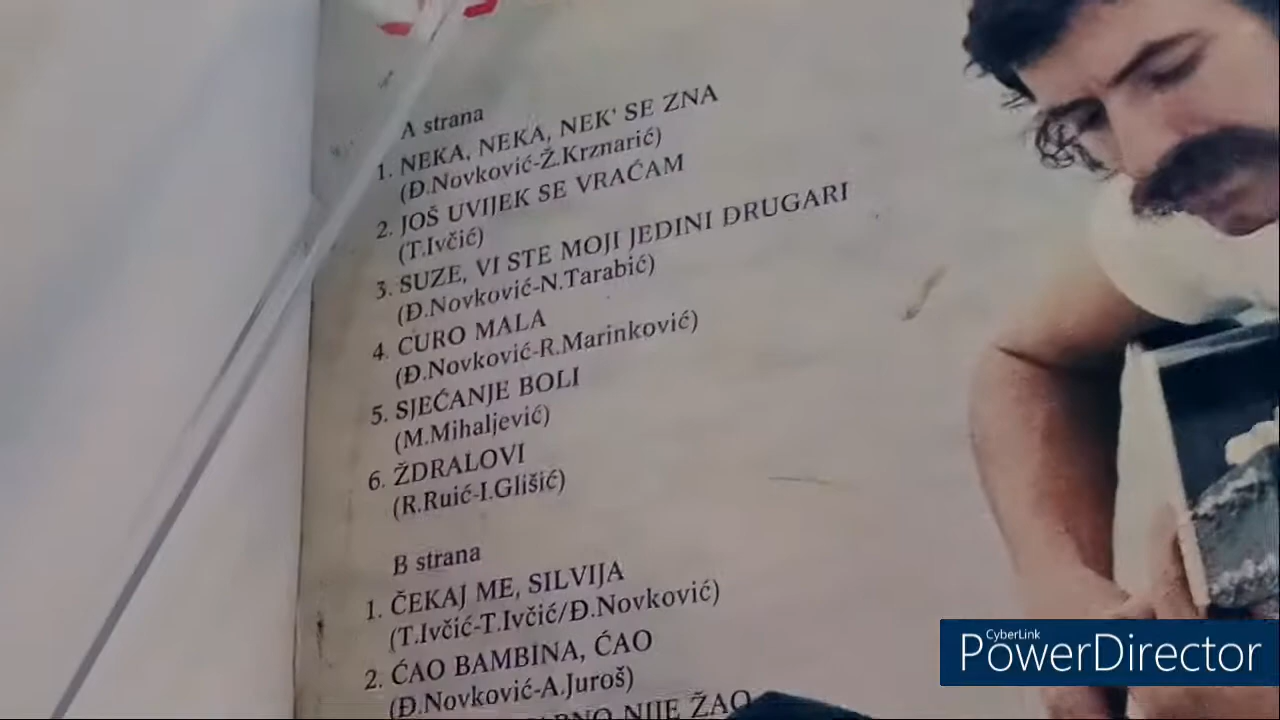 A strana
1. NEKA, NEKA, NEK' SE ZNA
(Đ.Novković-Ž.Krznarić)
2. JOŠ UVIJEK SE VRAĆAM
(T.Ivčić)
3. SUZE, VI STE MOJI JEDINI DRUGARI
(Đ.Novković-N.Tarabić)
4. CURO MALA
(Đ.Novković-R.Marinković)
5. SJEĆANJE BOLI
(M.Mihaljević)
6. ŽDRALOVI
(R.Ruić-I.Glišić)
B strana
1. ČEKAJ ME, SILVIJA
(T.Ivčić-T.Ivčić/Đ.Novković)
2. ĆAO BAMBINA, ĆAO
(Đ.Novković-A.Juroš)
NIJE ŽAO
CyberLink
PowerDirector